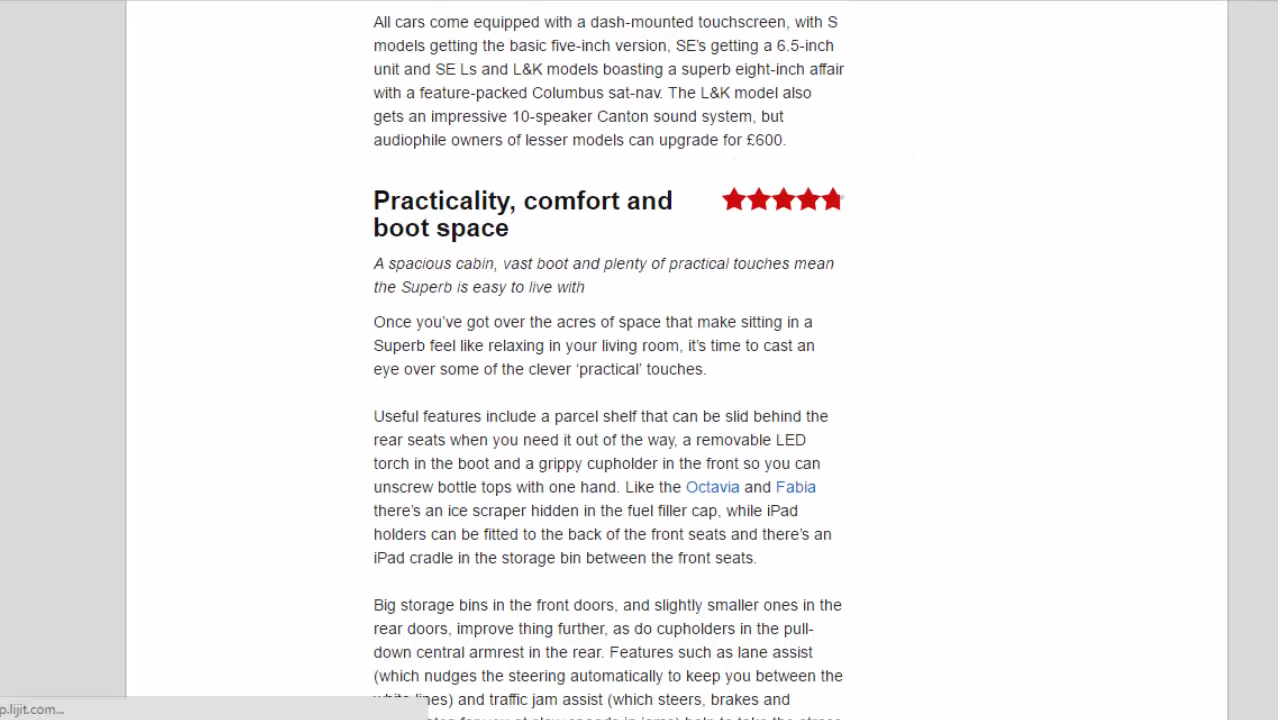 All cars come equipped with a dash-mounted touchscreen, with S
models getting the basic five-inch version, SE's getting a 6.5-inch
unit and SE Ls and L&K models boasting a superb eight-inch affair
with a feature-packed Columbus sat-nav. The L&K model also
gets an impressive 10-speaker Canton sound system, but
audiophile owners of lesser models can upgrade for £600.
Practicality, comfort and
boot space
A spacious cabin, vast boot and plenty of practical touches mean
the Superb is easy to live with
Once you've got over the acres of space that make sitting in a
Superb feel like relaxing in your living room, it's time to cast an
eye over some of the clever ‘practical’ touches.
Useful features include a parcel shelf that can be slid behind the
rear seats when you need it out of the way, a removable LED
torch in the boot and a grippy cupholder in the front so you can
unscrew bottle tops with one hand. Like the Octavia and Fabia
there's an ice scraper hidden in the fuel filler cap, while iPad
holders can be fitted to the back of the front seats and there's an
iPad cradle in the storage bin between the front seats.
Big storage bins in the front doors, and slightly smaller ones in the
rear doors, improve thing further, as do cupholders in the pull-
down central armrest in the rear. Features such as lane assist
(which nudges the steering automatically to keep you between the
white lines) and traffic jam assist (which steers, brakes and
for you at slow speeds in jams) help to take the stress
p.lijit.com...